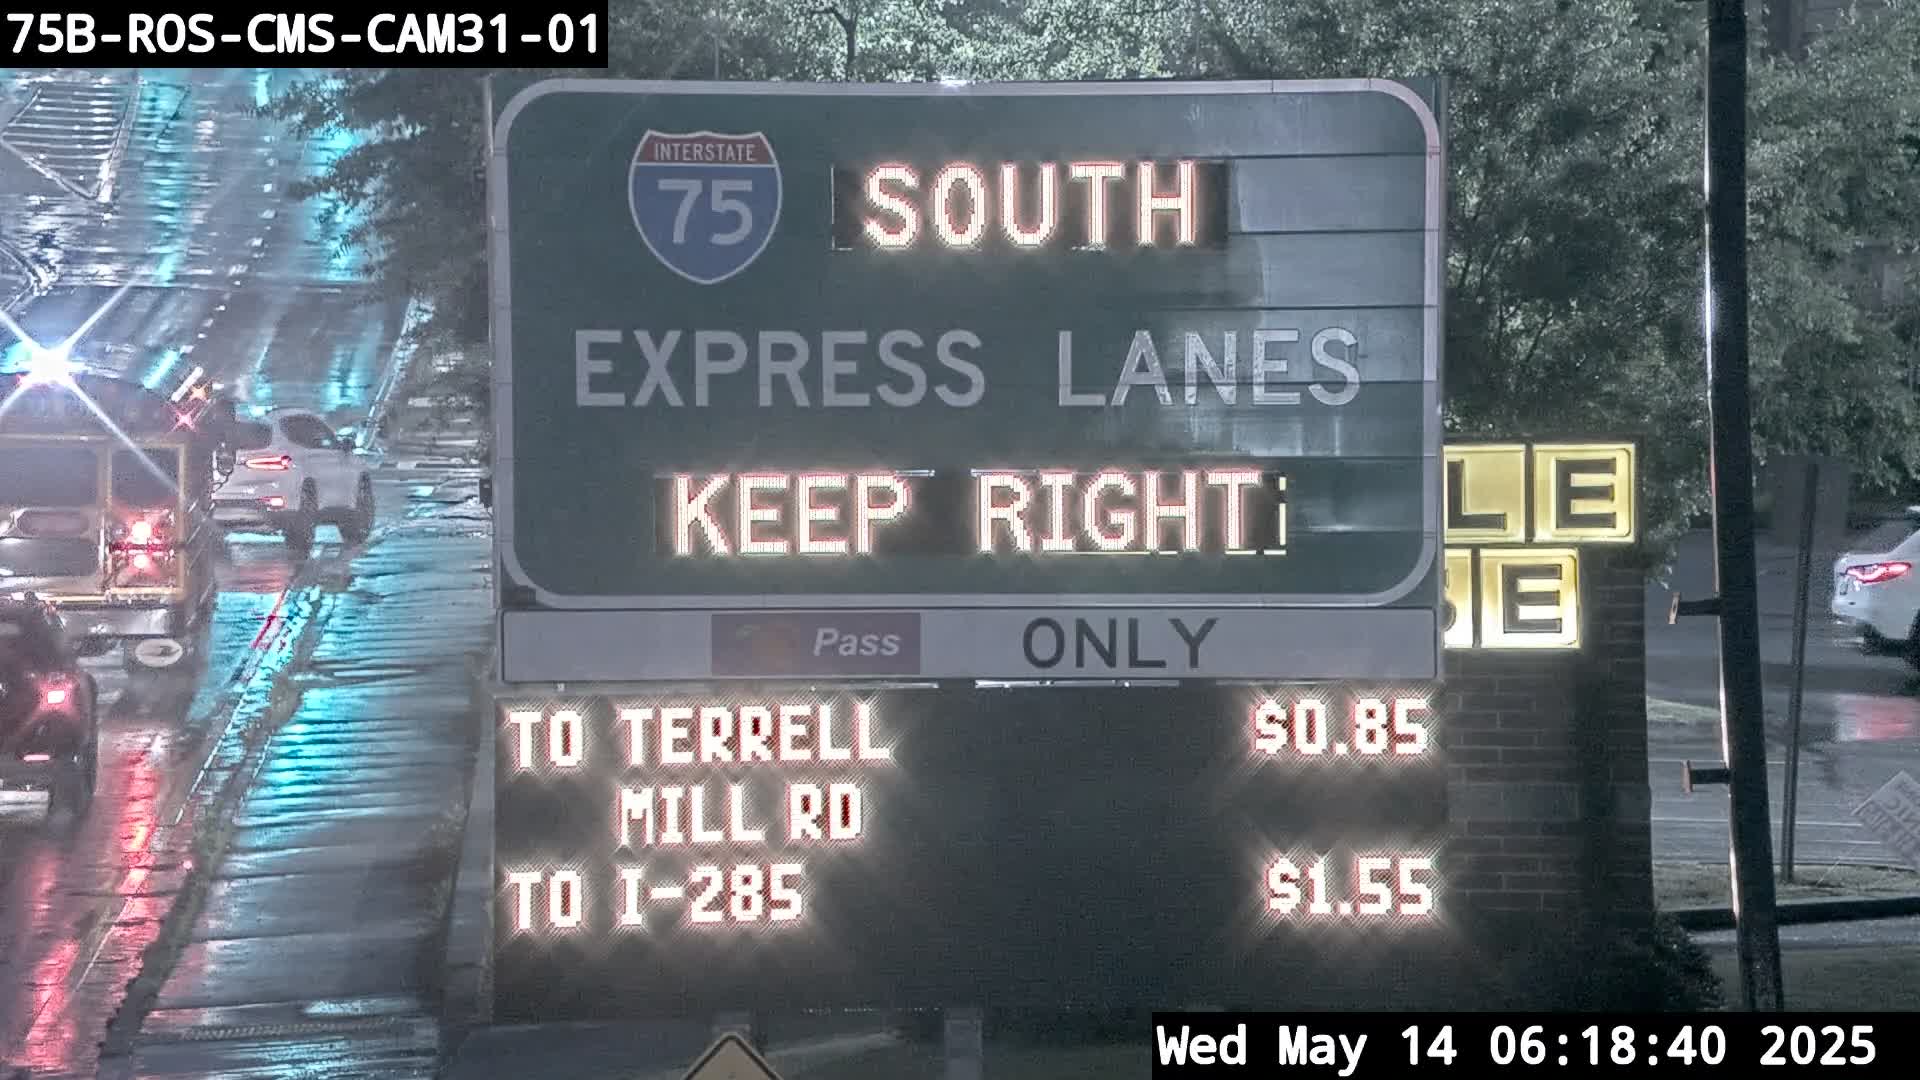 75B-ROS-CMS-CAM31-01
INTERSTATE
75
SOUTH
EXPRESS LANES
KEEP RIGHT
Pass ONLY
TO TERRELL $0.85
MILL RD
TO I-285 $1.55
LE
E
Wed May 14 06:18:40 2025